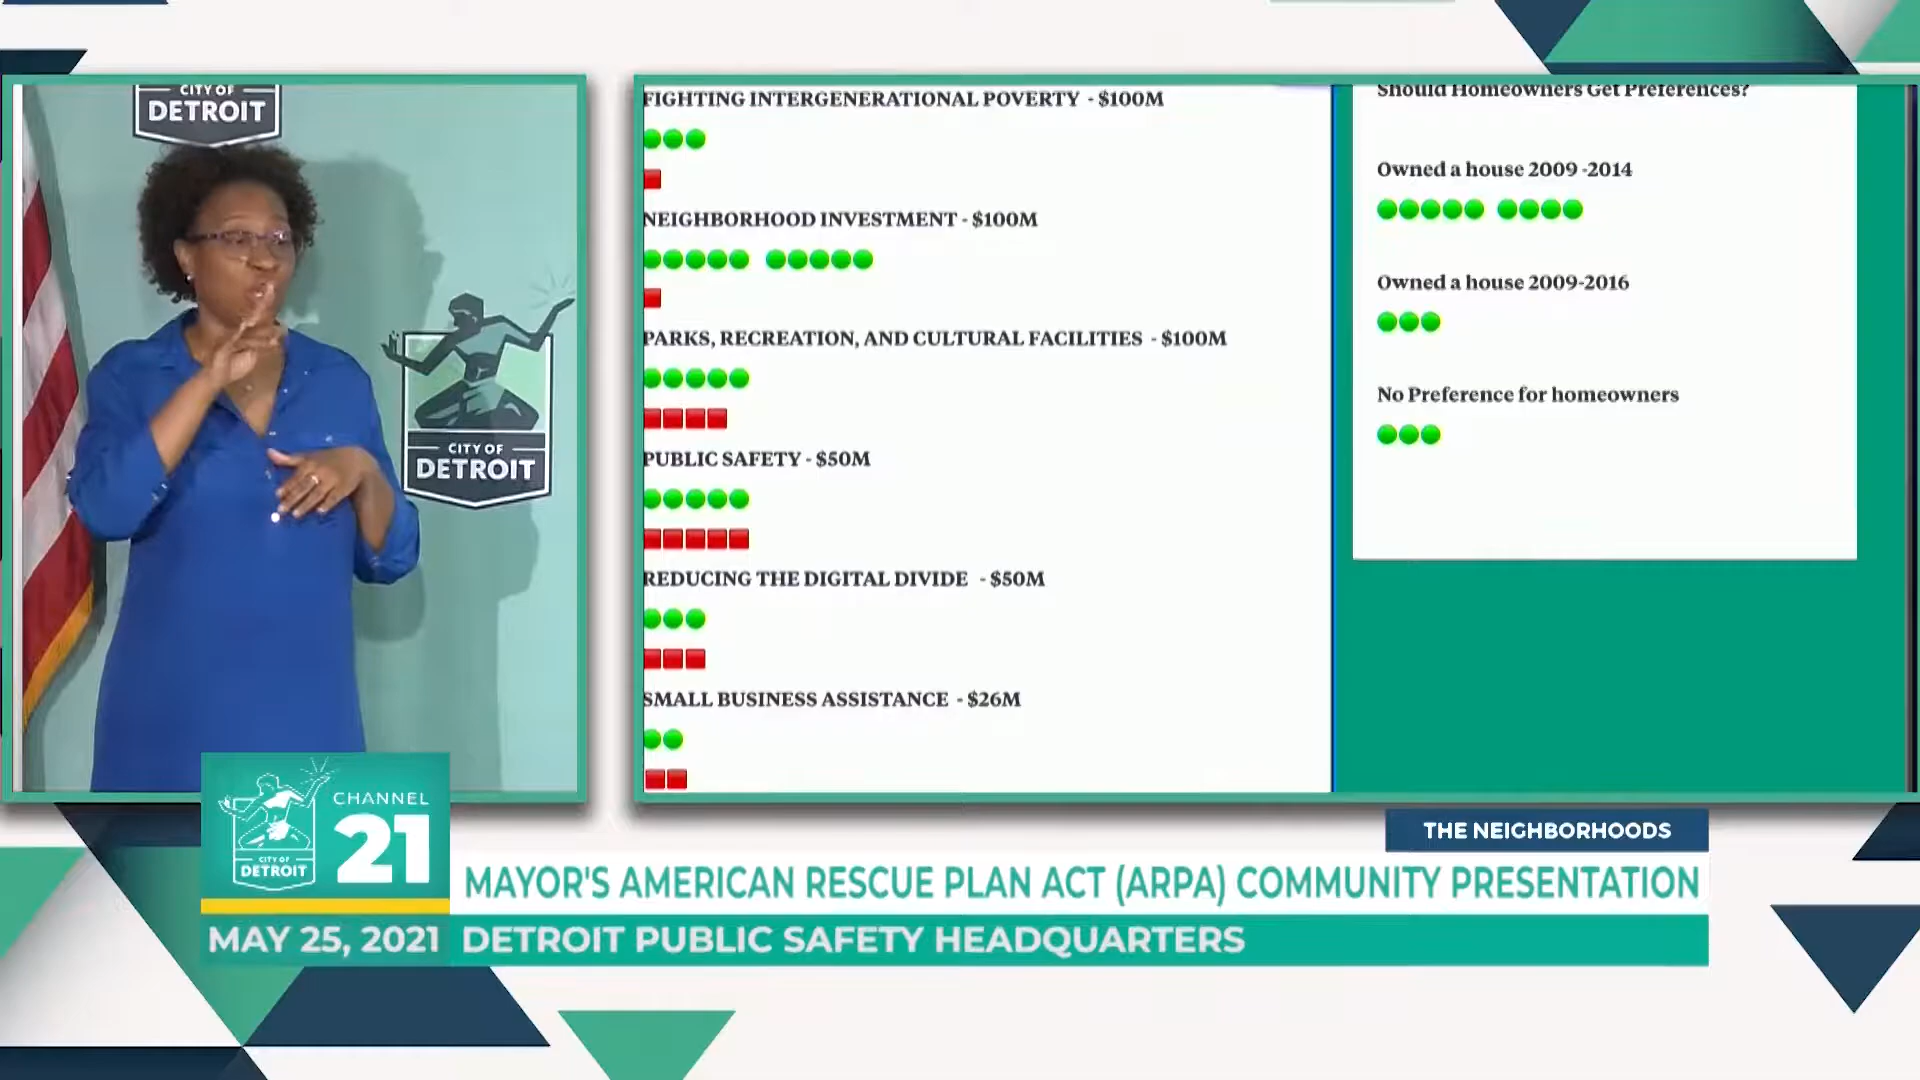 CITY OF
DETROIT
CITY OF
DETROIT
FIGHTING INTERGENERATIONAL POVERTY - $100M
NEIGHBORHOOD INVESTMENT - $100M
PARKS, RECREATION, AND CULTURAL FACILITIES - $100M
PUBLIC SAFETY - $50M
REDUCING THE DIGITAL DIVIDE - $50M
SMALL BUSINESS ASSISTANCE - $26M
Should Homeowners Get Preferences?
Owned a house 2009 -2014
Owned a house 2009-2016
No Preference for homeowners
THE NEIGHBORHOODS
CITY OF
DETROIT
CHANNEL
21
MAYOR'S AMERICAN RESCUE PLAN ACT (ARPA) COMMUNITY PRESENTATION
MAY 25, 2021
DETROIT PUBLIC SAFETY HEADQUARTERS